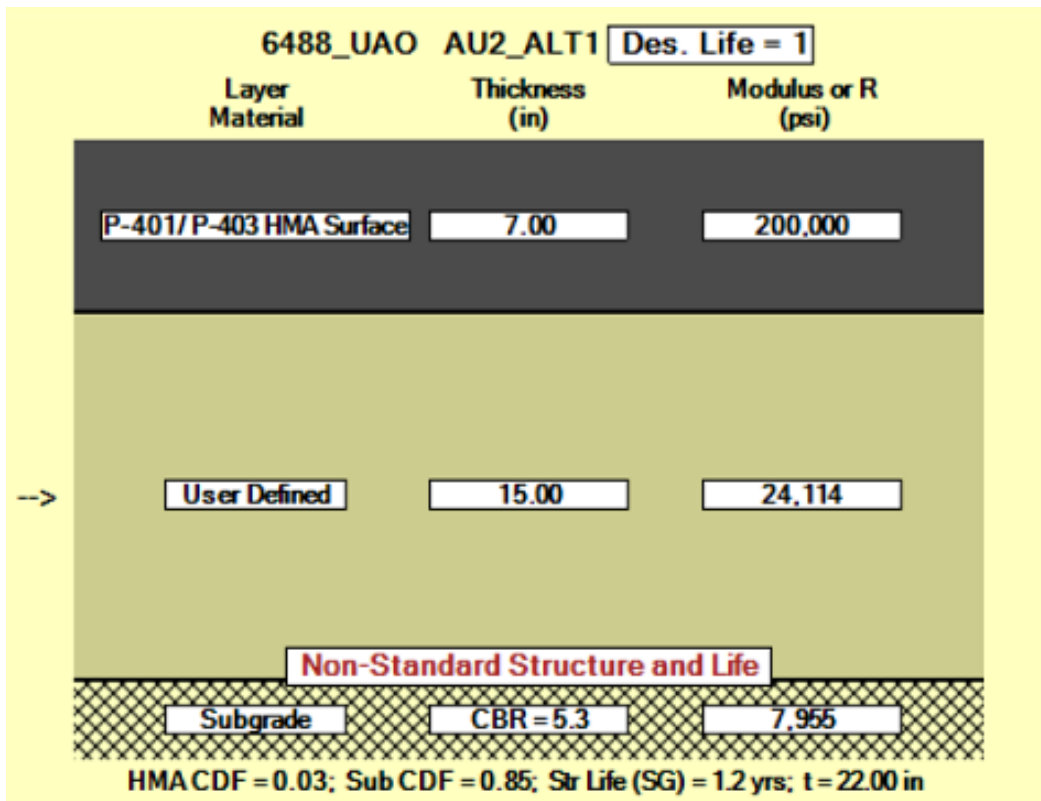 6488_UAO AU2_ALT1 Des. Life = 1
Layer Material Thickness (in) Modulus or R (psi)
P-401/ P-403 HMA Surface 7.00 200,000
--> User Defined 15.00 24,114
Non-Standard Structure and Life
Subgrade CBR = 5.3 7,955
HMA CDF = 0.03; Sub CDF = 0.85; Str Life (SG) = 1.2 yrs; t = 22.00 in